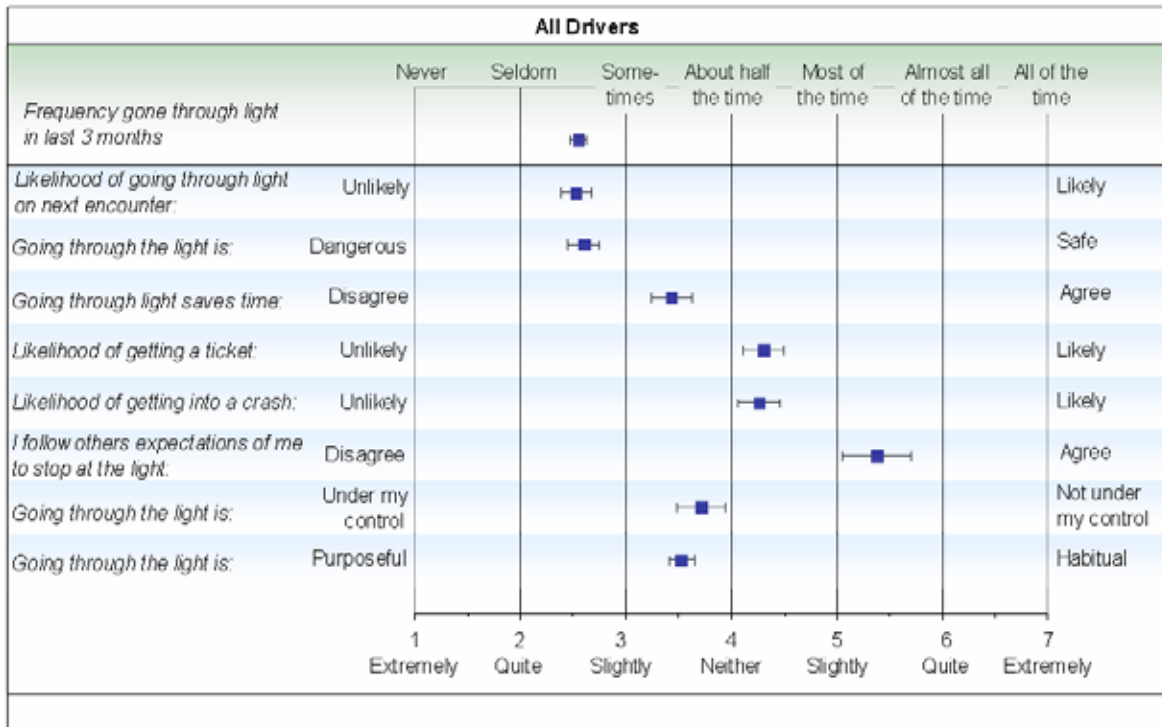 All Drivers
Never Seldom Some- About half Most of Almost all All of the
times the time the time of the time time
Frequency gone through light
in last 3 months
Likelihood of going through light
on next encounter: Unlikely Likely
Going through the light is: Dangerous Safe
Going through light saves time: Disagree Agree
Likelihood of getting a ticket: Unlikely Likely
Likelihood of getting into a crash: Unlikely Likely
I follow others expectations of me
to stop at the light: Disagree Agree
Going through the light is: Under my Not under
control my control
Going through the light is: Purposeful Habitual
1 2 3 4 5 6 7
Extremely Quite Slightly Neither Slightly Quite Extremely